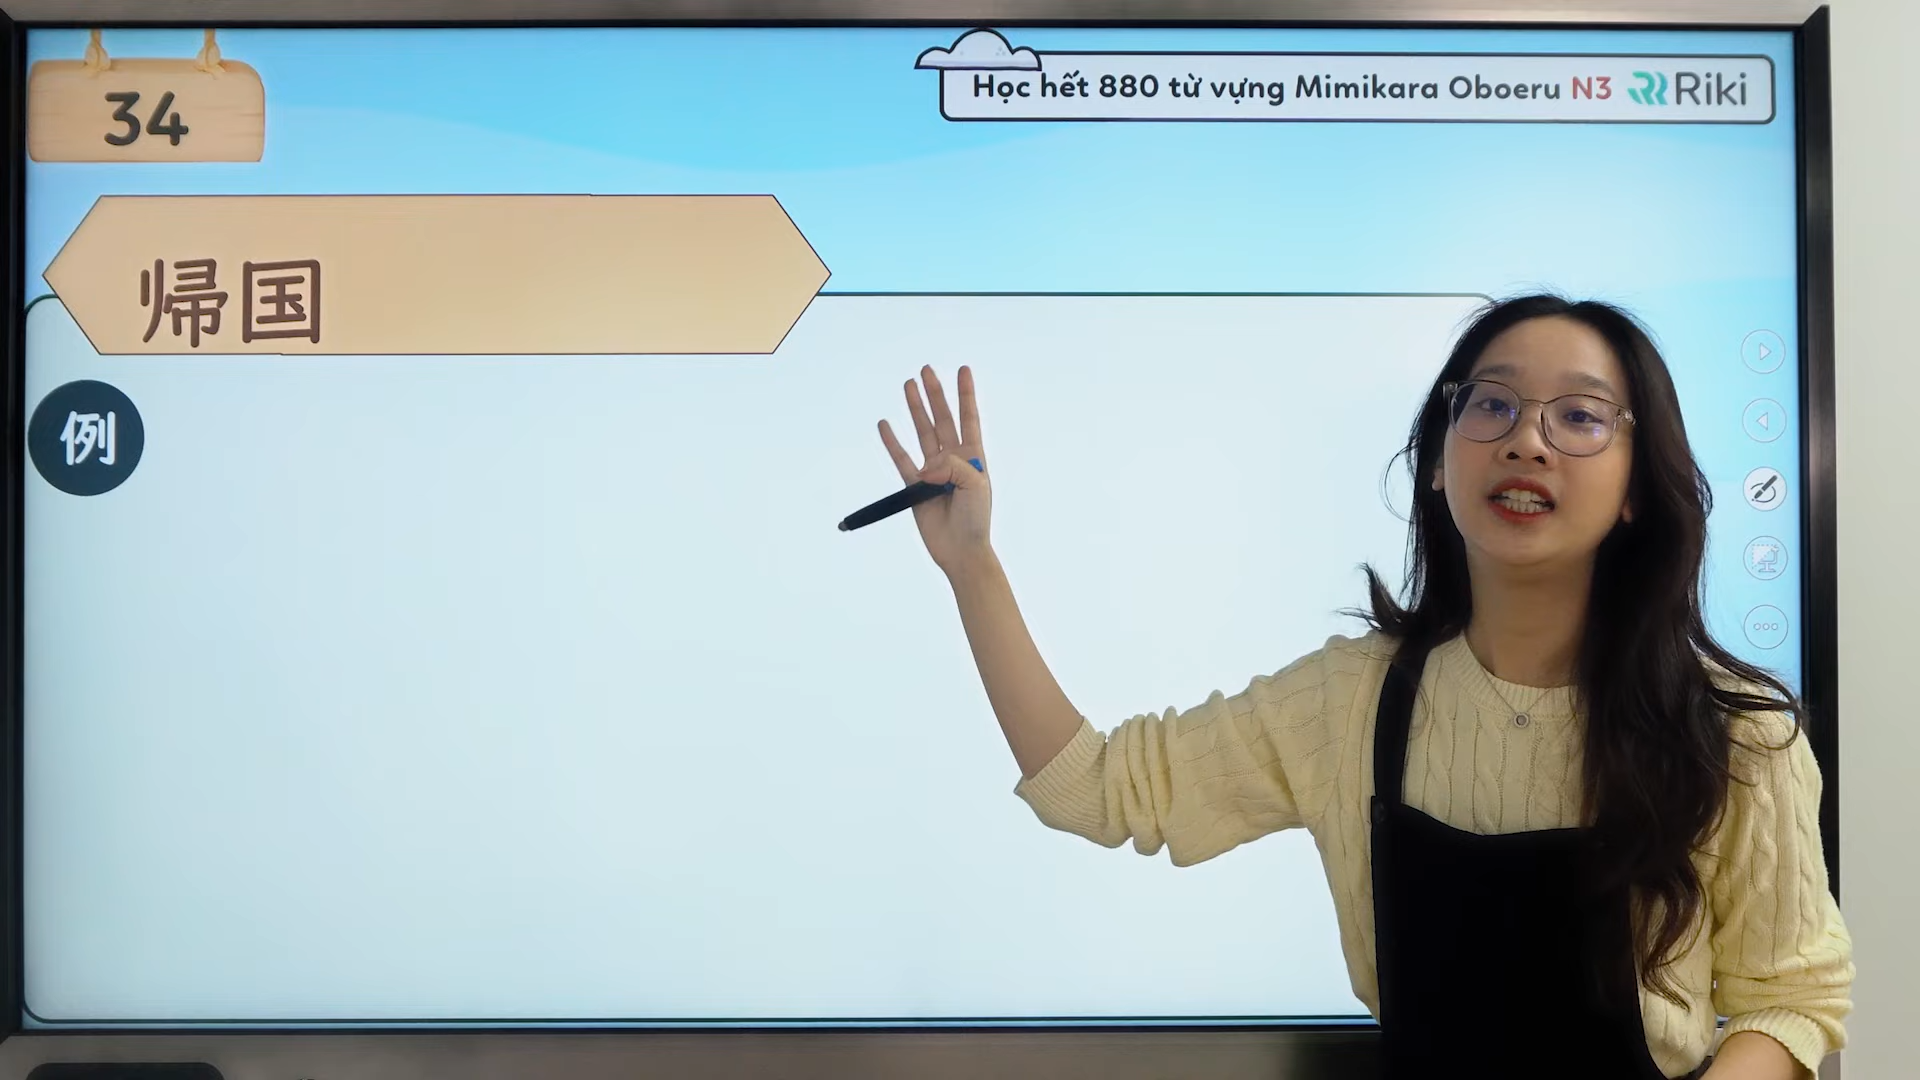 34
Học hết 880 từ vựng Mimikara Oboeru N3 Riki
帰国
例